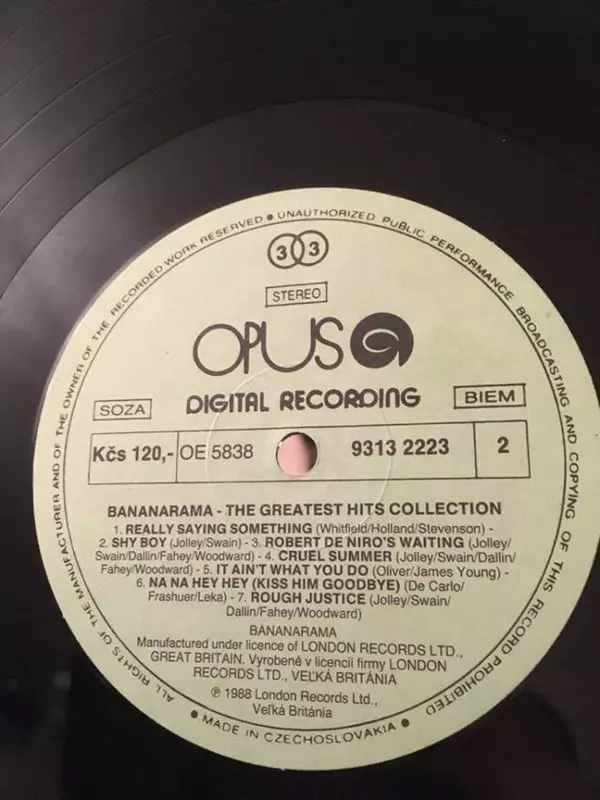 ALL RIGHTS OF THE MANUFACTURER AND OF THE OWNER OF THE RECORDED WORK RESERVED ● UNAUTHORIZED PUBLIC PERFORMANCE BROADCASTING AND COPYING OF THIS RECORD PROHIBITED
33
STEREO
OPUS
SOZA
DIGITAL RECORDING
BIEM
Kčs 120,- OE 5838 9313 2223 2
BANANARAMA - THE GREATEST HITS COLLECTION
1. REALLY SAYING SOMETHING (Whitfield/Holland/Stevenson) -
2. SHY BOY (Jolley/Swain) - 3. ROBERT DE NIRO'S WAITING (Jolley/
Swain/Dallin/Fahey/Woodward) - 4. CRUEL SUMMER (Jolley/Swain/Dallin/
Fahey/Woodward) - 5. IT AIN'T WHAT YOU DO (Oliver/James Young) -
6. NA NA HEY HEY (KISS HIM GOODBYE) (De Carlo/
Frashuer/Leka) - 7. ROUGH JUSTICE (Jolley/Swain/
Dallin/Fahey/Woodward)
BANANARAMA
Manufactured under licence of LONDON RECORDS LTD.,
GREAT BRITAIN. Vyrobené v licencii firmy LONDON
RECORDS LTD., VEĽKÁ BRITÁNIA
℗ 1988 London Records Ltd.,
Veľká Británia
● MADE IN CZECHOSLOVAKIA ●